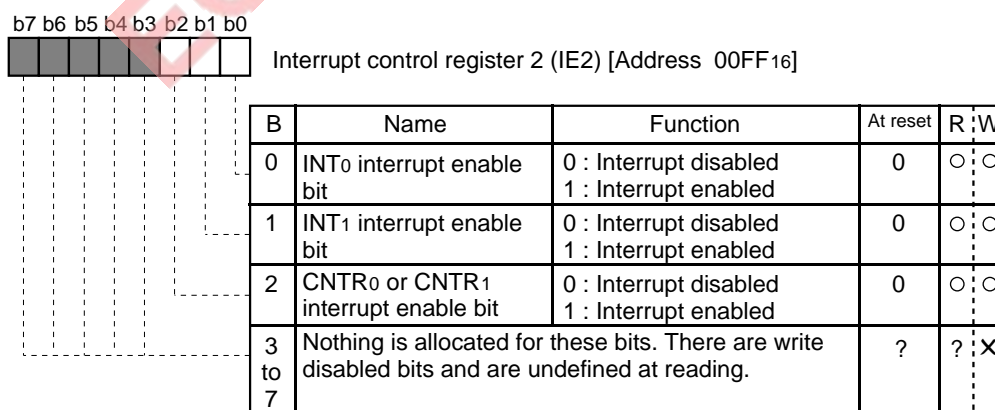 b7 b6 b5 b4 b3 b2 b1 b0
Interrupt control register 2 (IE2) [Address 00FF16]
B Name Function At reset R W
0 INT0 interrupt enable bit 0 : Interrupt disabled 1 : Interrupt enabled 0 ○ ○
1 INT1 interrupt enable bit 0 : Interrupt disabled 1 : Interrupt enabled 0 ○ ○
2 CNTR0 or CNTR1 interrupt enable bit 0 : Interrupt disabled 1 : Interrupt enabled 0 ○ ○
3 to 7 Nothing is allocated for these bits. There are write disabled bits and are undefined at reading. ? ? ×